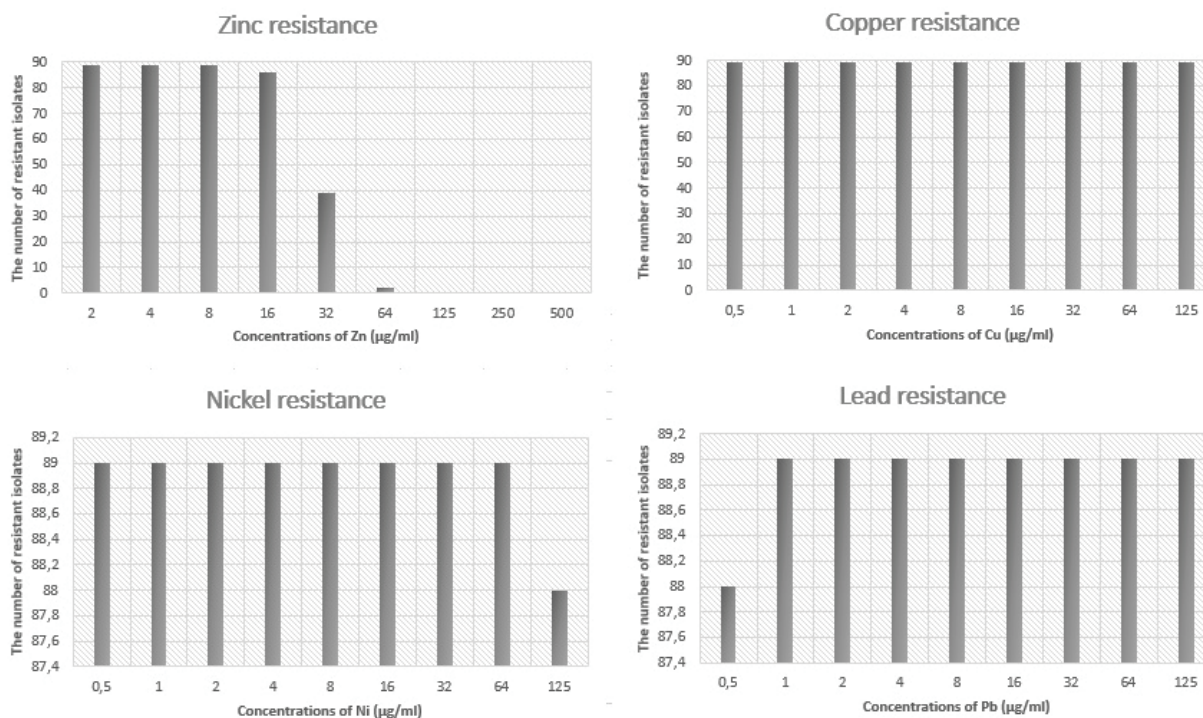 Zinc resistance
The number of resistant isolates
90
80
70
60
50
40
30
20
10
0
2 4 8 16 32 64 125 250 500
Concentrations of Zn (µg/ml)
Copper resistance
The number of resistant isolates
90
80
70
60
50
40
30
20
10
0
0,5 1 2 4 8 16 32 64 125
Concentrations of Cu (µg/ml)
Nickel resistance
The number of resistant isolates
89,2
89
88,8
88,6
88,4
88,2
88
87,8
87,6
87,4
0,5 1 2 4 8 16 32 64 125
Concentrations of Ni (µg/ml)
Lead resistance
The number of resistant isolates
89,2
89
88,8
88,6
88,4
88,2
88
87,8
87,6
87,4
0,5 1 2 4 8 16 32 64 125
Concentrations of Pb (µg/ml)